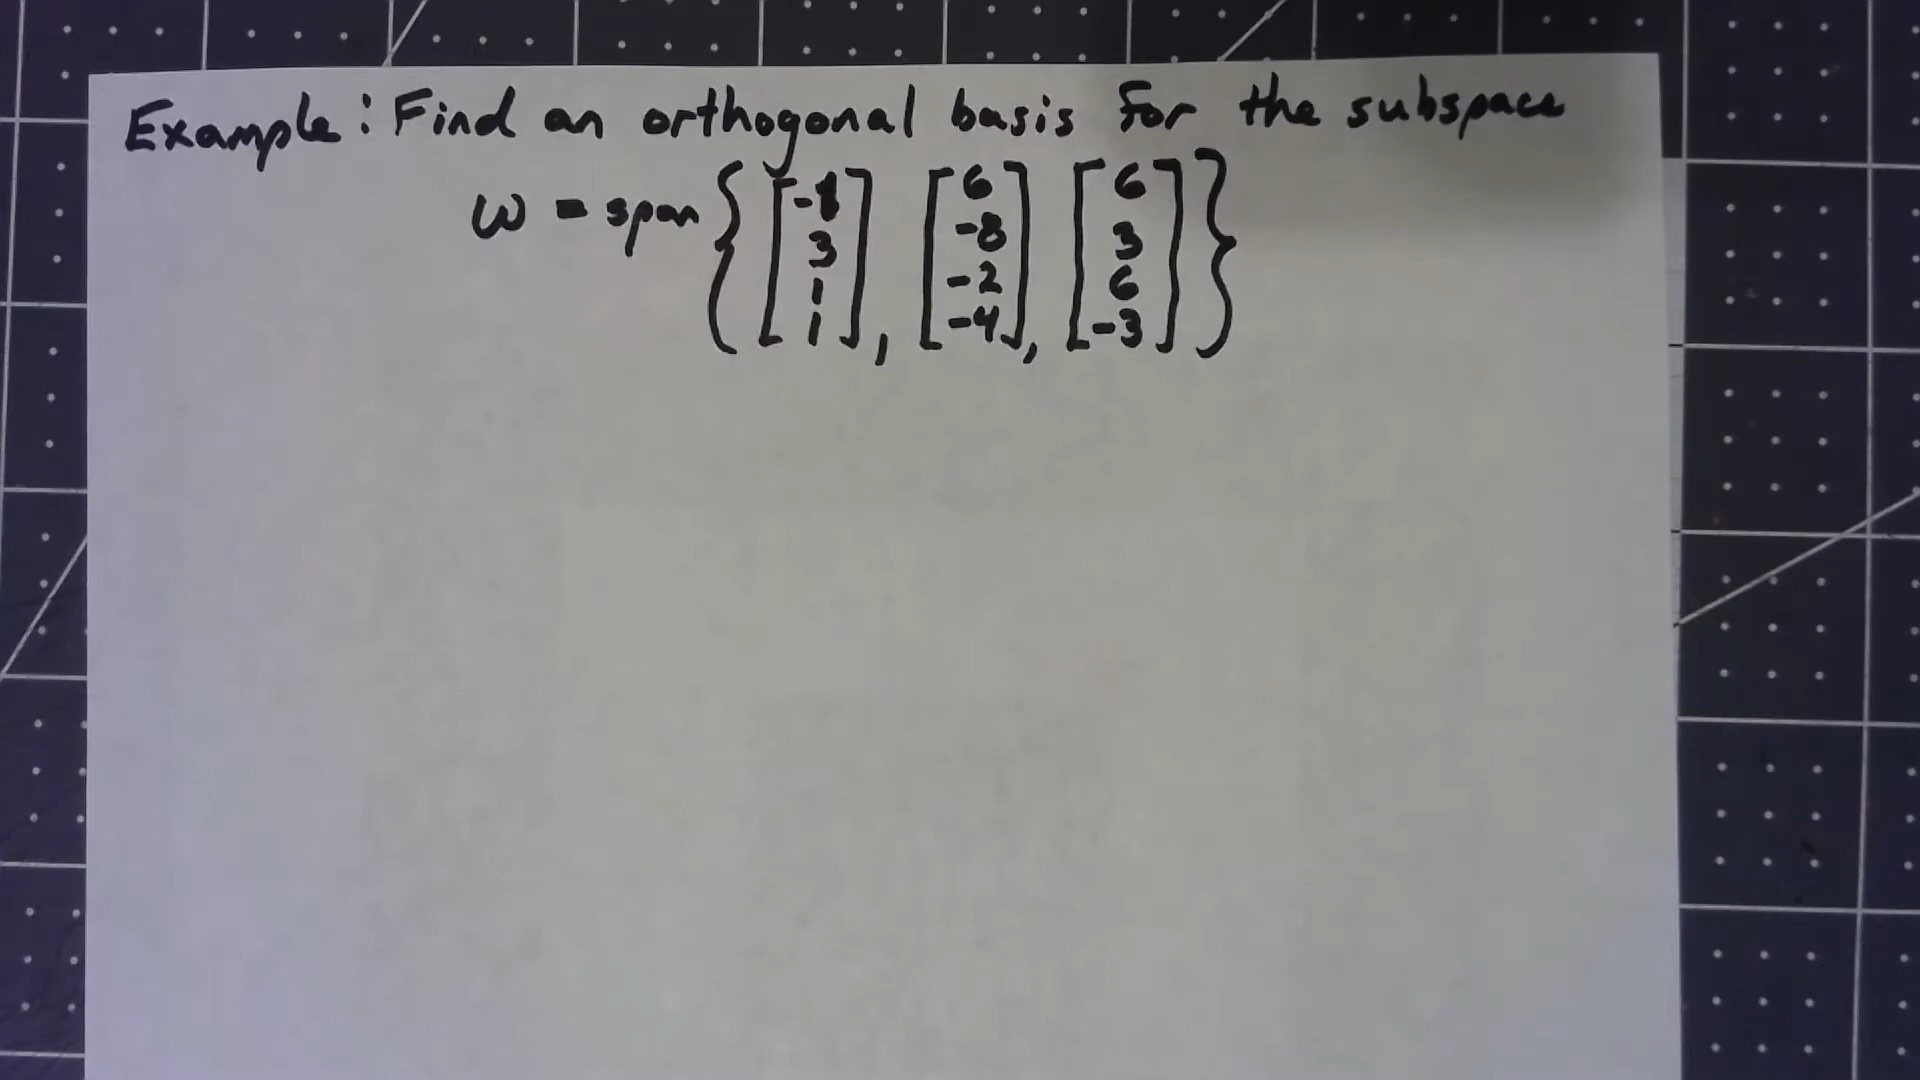 Example: Find an orthogonal basis for the subspace
W = span { [-1 3 1 1], [6 -8 -2 -4], [6 3 6 -3] }